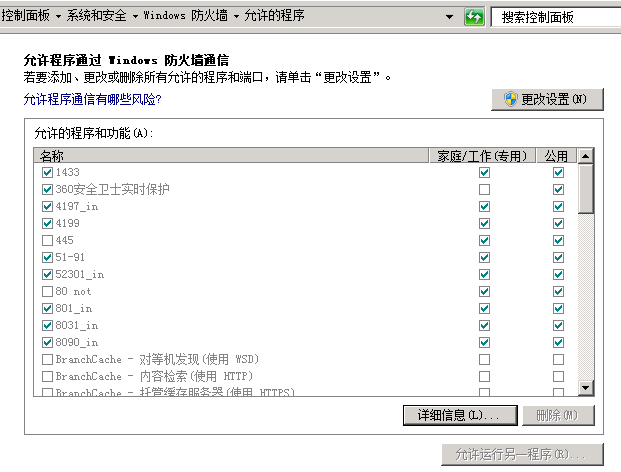 控制面板 ▾ 系统和安全 ▾ Windows 防火墙 ▾ 允许的程序
搜索控制面板
允许程序通过 Windows 防火墙通信
若要添加、更改或删除所有允许的程序和端口，请单击“更改设置”。
允许程序通信有哪些风险?
更改设置(N)
允许的程序和功能(A):
名称 家庭/工作(专用) 公用
1433
360安全卫士实时保护
4197_in
4199
445
51-91
52301_in
80 not
801_in
8031_in
8090_in
BranchCache - 对等机发现(使用 WSD)
BranchCache - 内容检索(使用 HTTP)
BranchCache - 托管缓存服务器(使用 HTTPS)
详细信息(L)... 删除(M)
允许运行另一程序(R)...